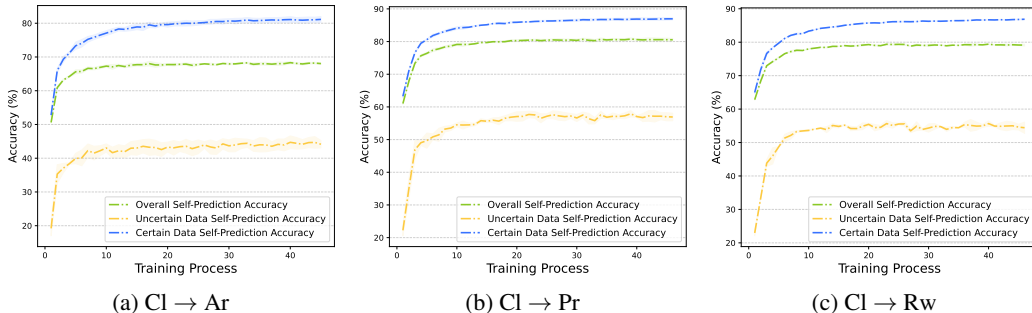 90
80
70
60
50
40
30
20
Accuracy (%)
0
10
20
30
40
Training Process
Overall Self-Prediction Accuracy
Uncertain Data Self-Prediction Accuracy
Certain Data Self-Prediction Accuracy
(a) Cl → Ar
90
80
70
60
50
40
30
20
Accuracy (%)
0
10
20
30
40
Training Process
Overall Self-Prediction Accuracy
Uncertain Data Self-Prediction Accuracy
Certain Data Self-Prediction Accuracy
(b) Cl → Pr
90
80
70
60
50
40
30
20
Accuracy (%)
0
10
20
30
40
Training Process
Overall Self-Prediction Accuracy
Uncertain Data Self-Prediction Accuracy
Certain Data Self-Prediction Accuracy
(c) Cl → Rw